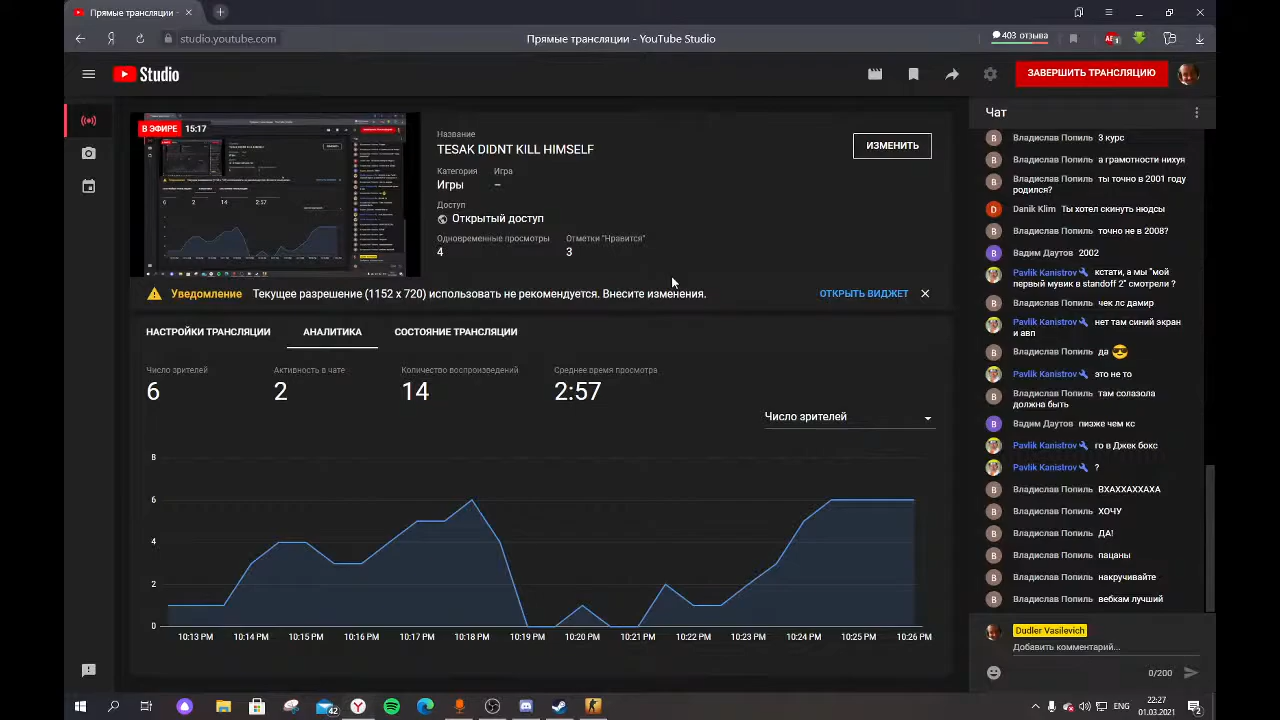 Прямые трансляции -
studio.youtube.com
Прямые трансляции - YouTube Studio
403 отзыва
Studio
ЗАВЕРШИТЬ ТРАНСЛЯЦИЮ
В ЭФИРЕ 15:17
Название
TESAK DIDNT KILL HIMSELF
ИЗМЕНИТЬ
Категория Игра
Игры –
Доступ
Открытый доступ
Одновременные просмотры Отметки "Нравится"
4 3
Уведомление Текущее разрешение (1152 x 720) использовать не рекомендуется. Внесите изменения. ОТКРЫТЬ ВИДЖЕТ
НАСТРОЙКИ ТРАНСЛЯЦИИ АНАЛИТИКА СОСТОЯНИЕ ТРАНСЛЯЦИИ
Число зрителей Активность в чате Количество воспроизведений Среднее время просмотра
6 2 14 2:57
Число зрителей
8
6
4
2
0
10:13 PM 10:14 PM 10:15 PM 10:16 PM 10:17 PM 10:18 PM 10:19 PM 10:20 PM 10:21 PM 10:22 PM 10:23 PM 10:24 PM 10:25 PM 10:26 PM
Чат
Владислав Попиль 3 курс
Владислав Попиль а грамотности нихуя
Владислав Попиль ты точно в 2001 году
родился?
Danik Klim Ты хотел скинуть нюдсы
Владислав Попиль точно не в 2008?
Вадим Даутов 2002
Pavlik Kanistrov кстати, а мы "мой
первый мувик в standoff 2" смотрели ?
Владислав Попиль чек лс дамир
Pavlik Kanistrov нет там синий экран
и авп
Владислав Попиль да 😎
Pavlik Kanistrov это не то
Владислав Попиль там солазола
должна быть
Вадим Даутов пизже чем кс
Pavlik Kanistrov го в Джек бокс
Pavlik Kanistrov ?
Владислав Попиль ВХАХХАХХАХА
Владислав Попиль ХОЧУ
Владислав Попиль ДА!
Владислав Попиль пацаны
Владислав Попиль накручивайте
Владислав Попиль вебкам лучший
Dudler Vasilevich
Добавить комментарий...
0/200
42
ENG
22:27
01.03.2021
2